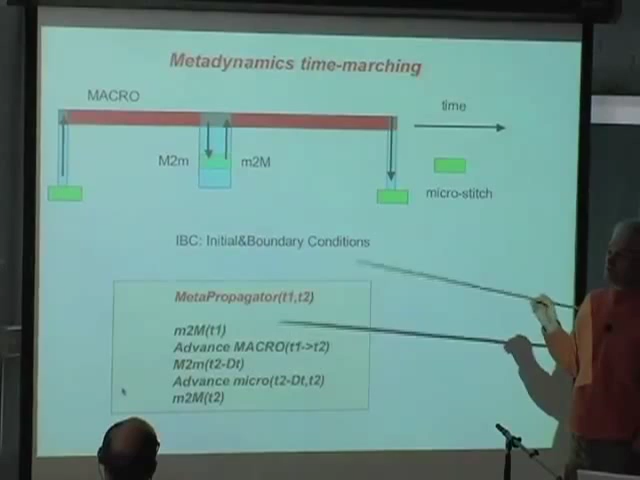 Metadynamics time-marching
MACRO
time
M2m
m2M
micro-stitch
IBC: Initial&Boundary Conditions
MetaPropagator(t1,t2)
m2M(t1)
Advance MACRO(t1->t2)
M2m(t2-Dt)
Advance micro(t2-Dt,t2)
m2M(t2)